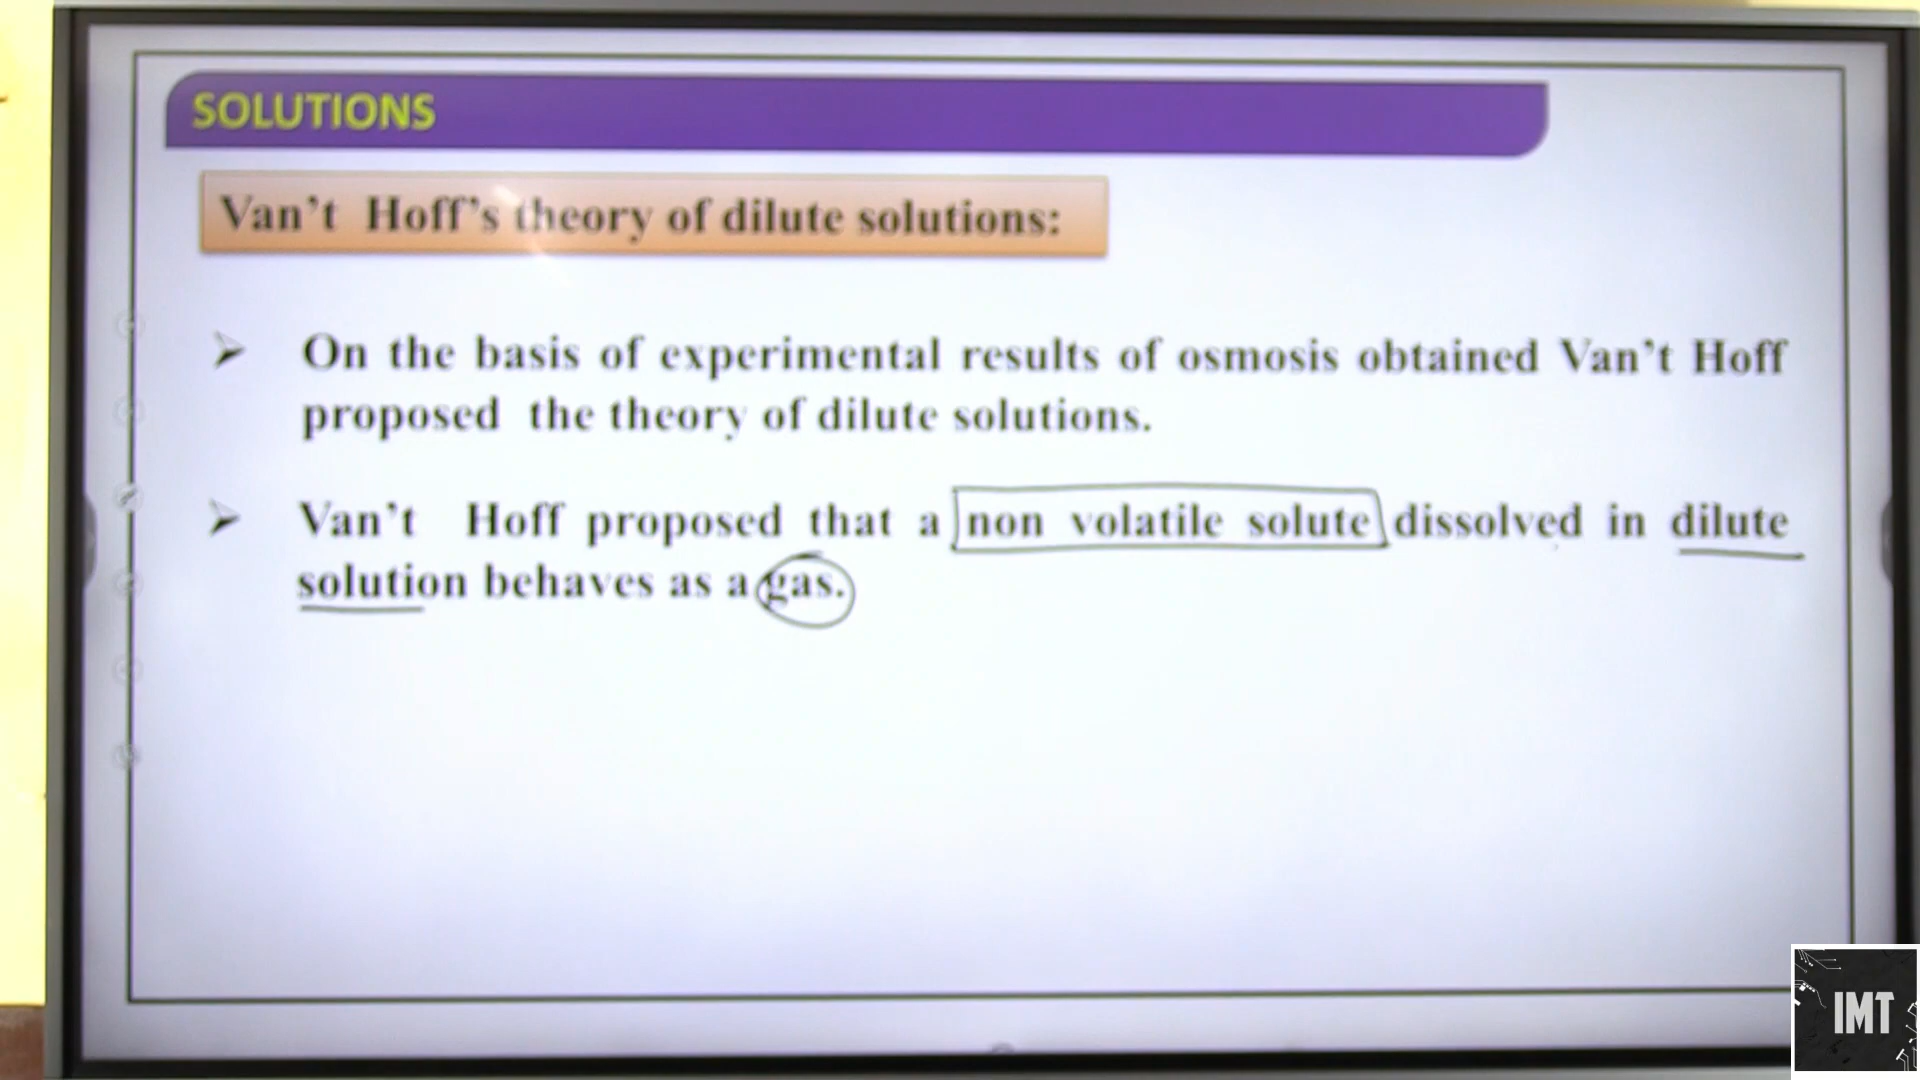 SOLUTIONS
Van't Hoff's theory of dilute solutions:
On the basis of experimental results of osmosis obtained Van't Hoff
proposed the theory of dilute solutions.
Van't Hoff proposed that a non volatile solute dissolved in dilute
solution behaves as a gas.
IMT